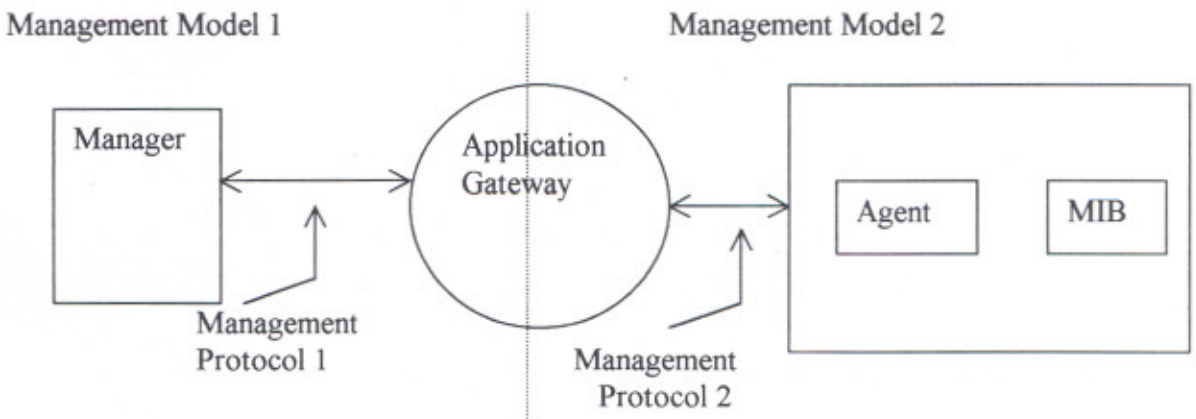 Management Model 1
Management Model 2
Manager
Application
Gateway
Agent
MIB
Management
Protocol 1
Management
Protocol 2